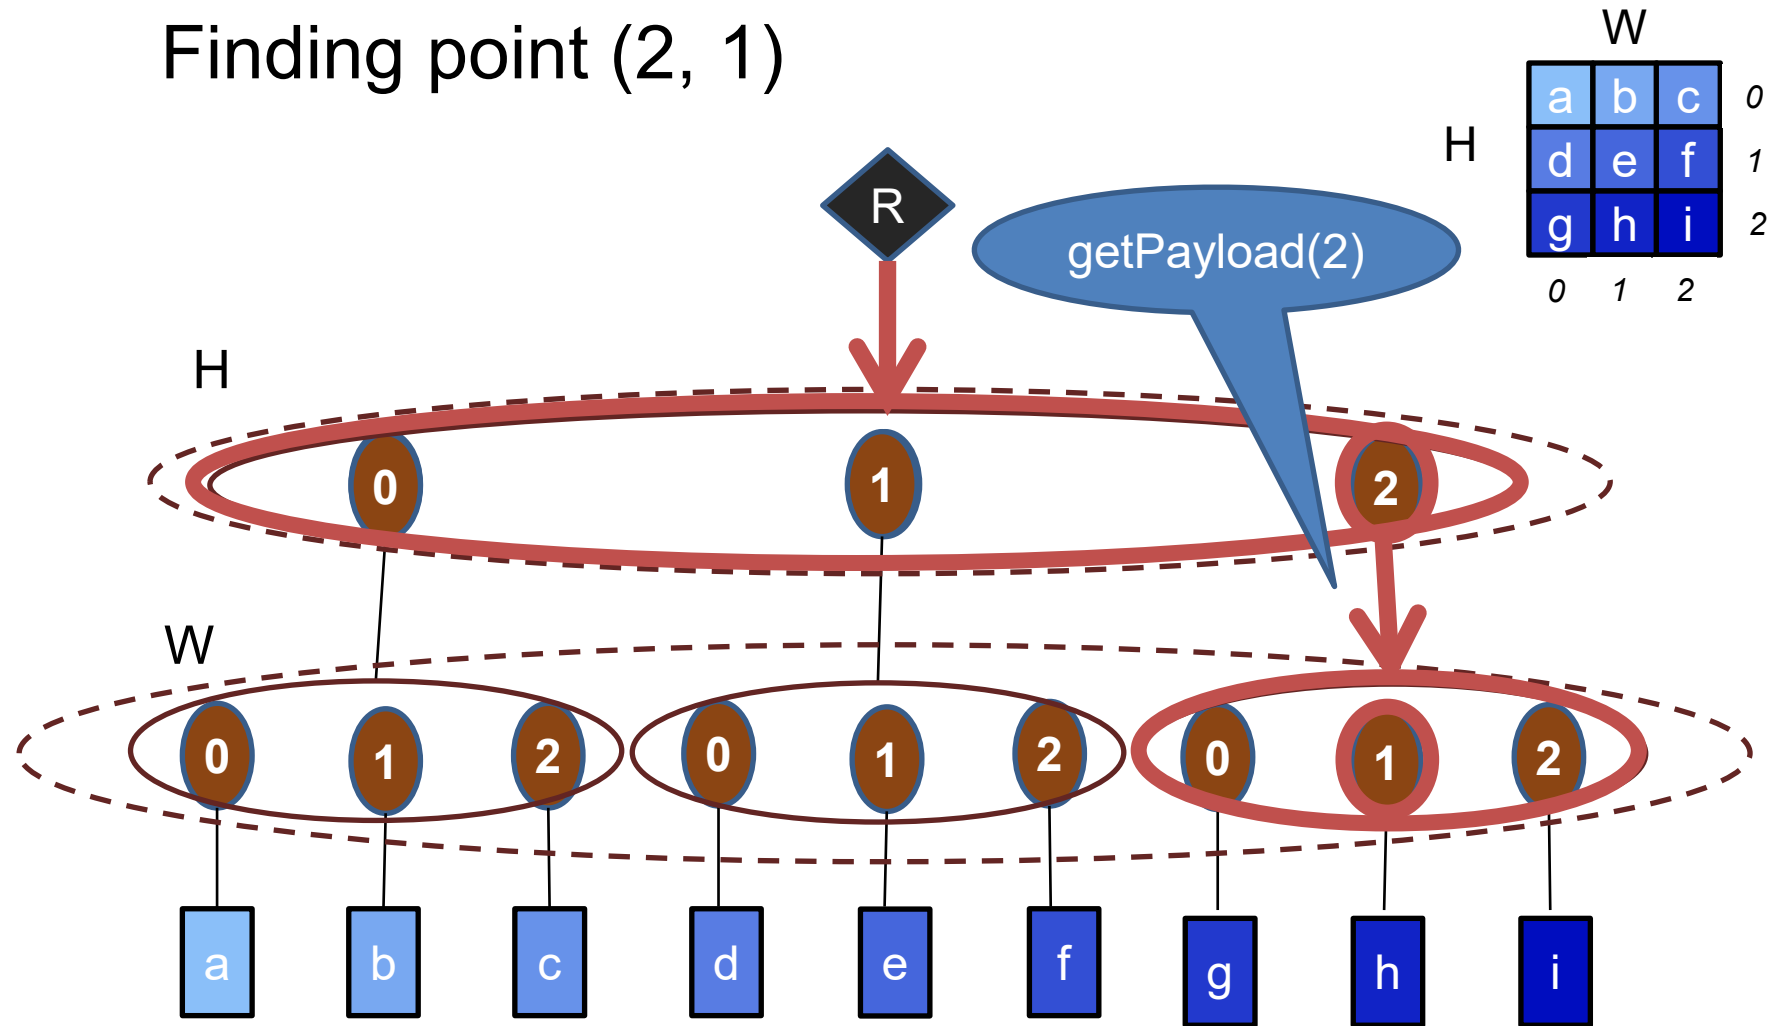 Finding point (2, 1)
W
a b c 0
H
d e f 1
g h i 2
0 1 2
R
getPayload(2)
H
0 1 2
W
0 1 2 0 1 2 0 1 2
a b c d e f g h i